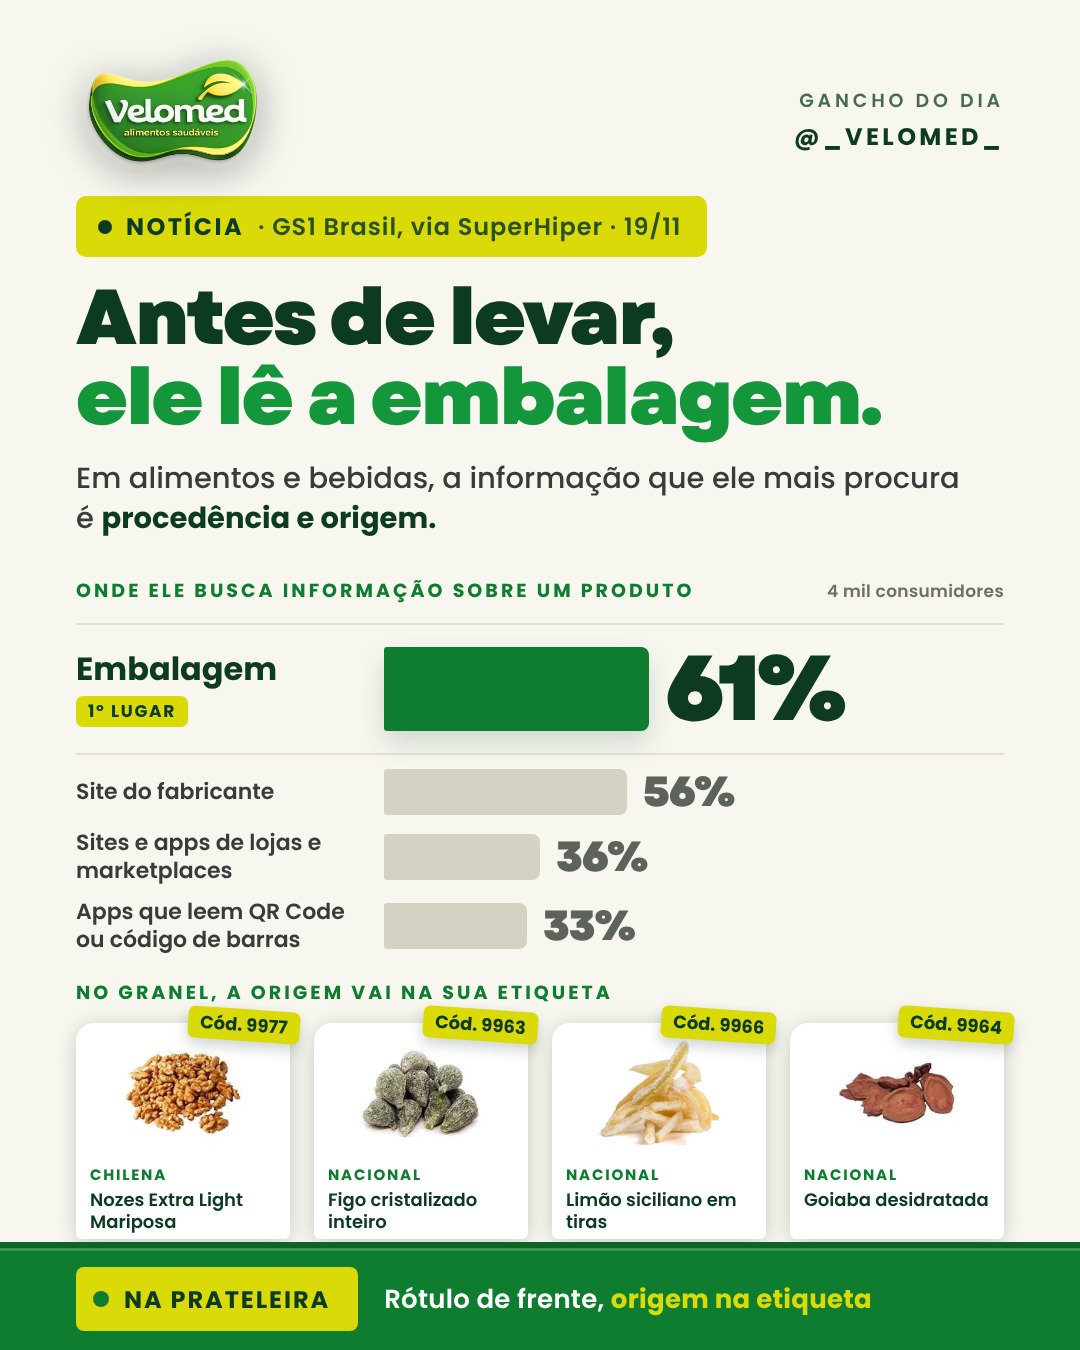 Velomed
alimentos saudáveis
GANCHO DO DIA
@_VELOMED_
NOTÍCIA · GS1 Brasil, via SuperHiper · 19/11
Antes de levar,
ele lê a embalagem.
Em alimentos e bebidas, a informação que ele mais procura
é procedência e origem.
ONDE ELE BUSCA INFORMAÇÃO SOBRE UM PRODUTO
4 mil consumidores
Embalagem
1º LUGAR
61%
Site do fabricante
56%
Sites e apps de lojas e
marketplaces
36%
Apps que leem QR Code
ou código de barras
33%
NO GRANEL, A ORIGEM VAI NA SUA ETIQUETA
Cód. 9977
CHILENA
Nozes Extra Light
Mariposa
Cód. 9963
NACIONAL
Figo cristalizado
inteiro
Cód. 9966
NACIONAL
Limão siciliano em
tiras
Cód. 9964
NACIONAL
Goiaba desidratada
NA PRATELEIRA
Rótulo de frente, origem na etiqueta